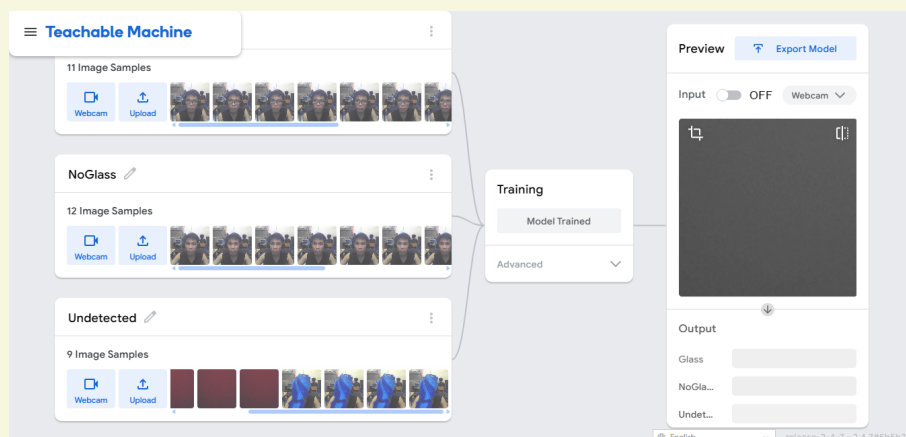 Teachable Machine
11 Image Samples
Webcam
Upload
NoGlass
12 Image Samples
Webcam
Upload
Undetected
9 Image Samples
Webcam
Upload
Training
Model Trained
Advanced
Preview
Export Model
Input OFF Webcam
Output
Glass
NoGla...
Undet...
English